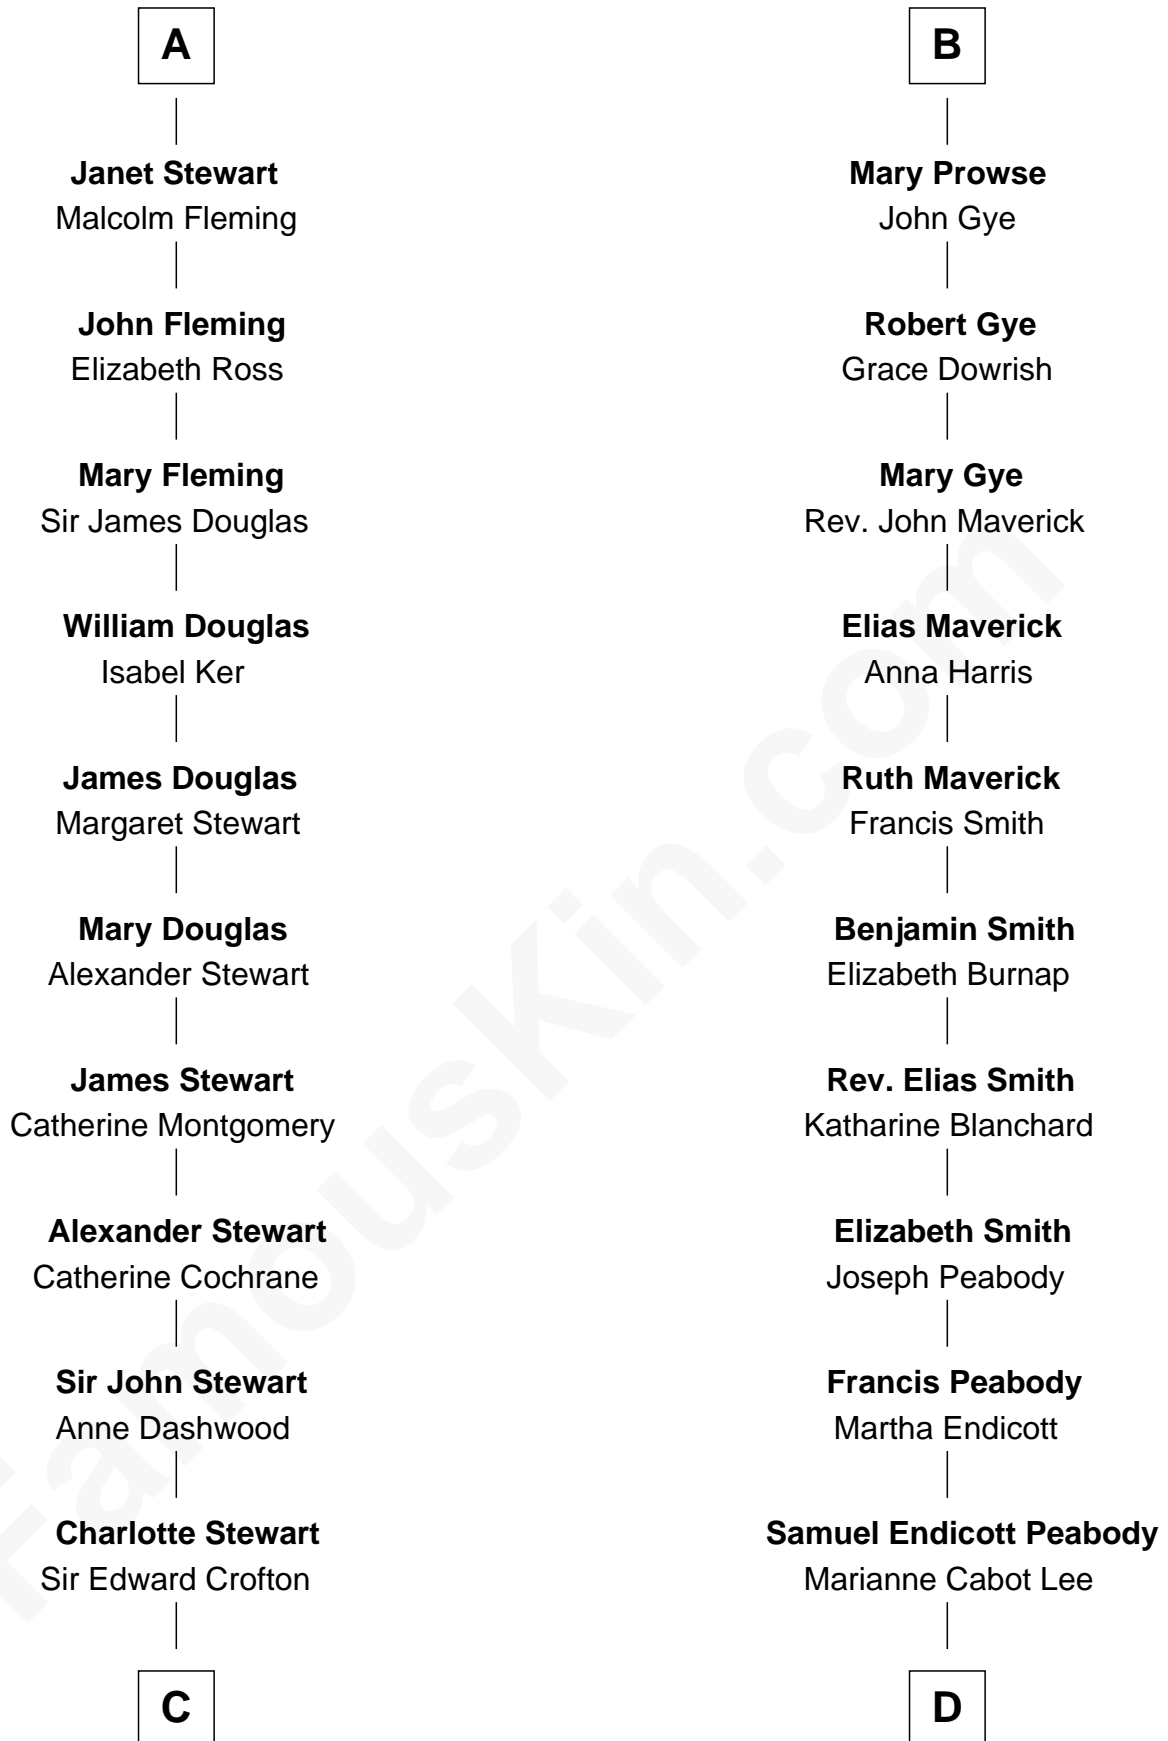 A
Janet Stewart
Malcolm Fleming
John Fleming
Elizabeth Ross
Mary Fleming
Sir James Douglas
William Douglas
Isabel Ker
James Douglas
Margaret Stewart
Mary Douglas
Alexander Stewart
James Stewart
Catherine Montgomery
Alexander Stewart
Catherine Cochrane
Sir John Stewart
Anne Dashwood
Charlotte Stewart
Sir Edward Crofton
C
B
Mary Prowse
John Gye
Robert Gye
Grace Dowrish
Mary Gye
Rev. John Maverick
Elias Maverick
Anna Harris
Ruth Maverick
Francis Smith
Benjamin Smith
Elizabeth Burnap
Rev. Elias Smith
Katharine Blanchard
Elizabeth Smith
Joseph Peabody
Francis Peabody
Martha Endicott
Samuel Endicott Peabody
Marianne Cabot Lee
D
FamousKin.com